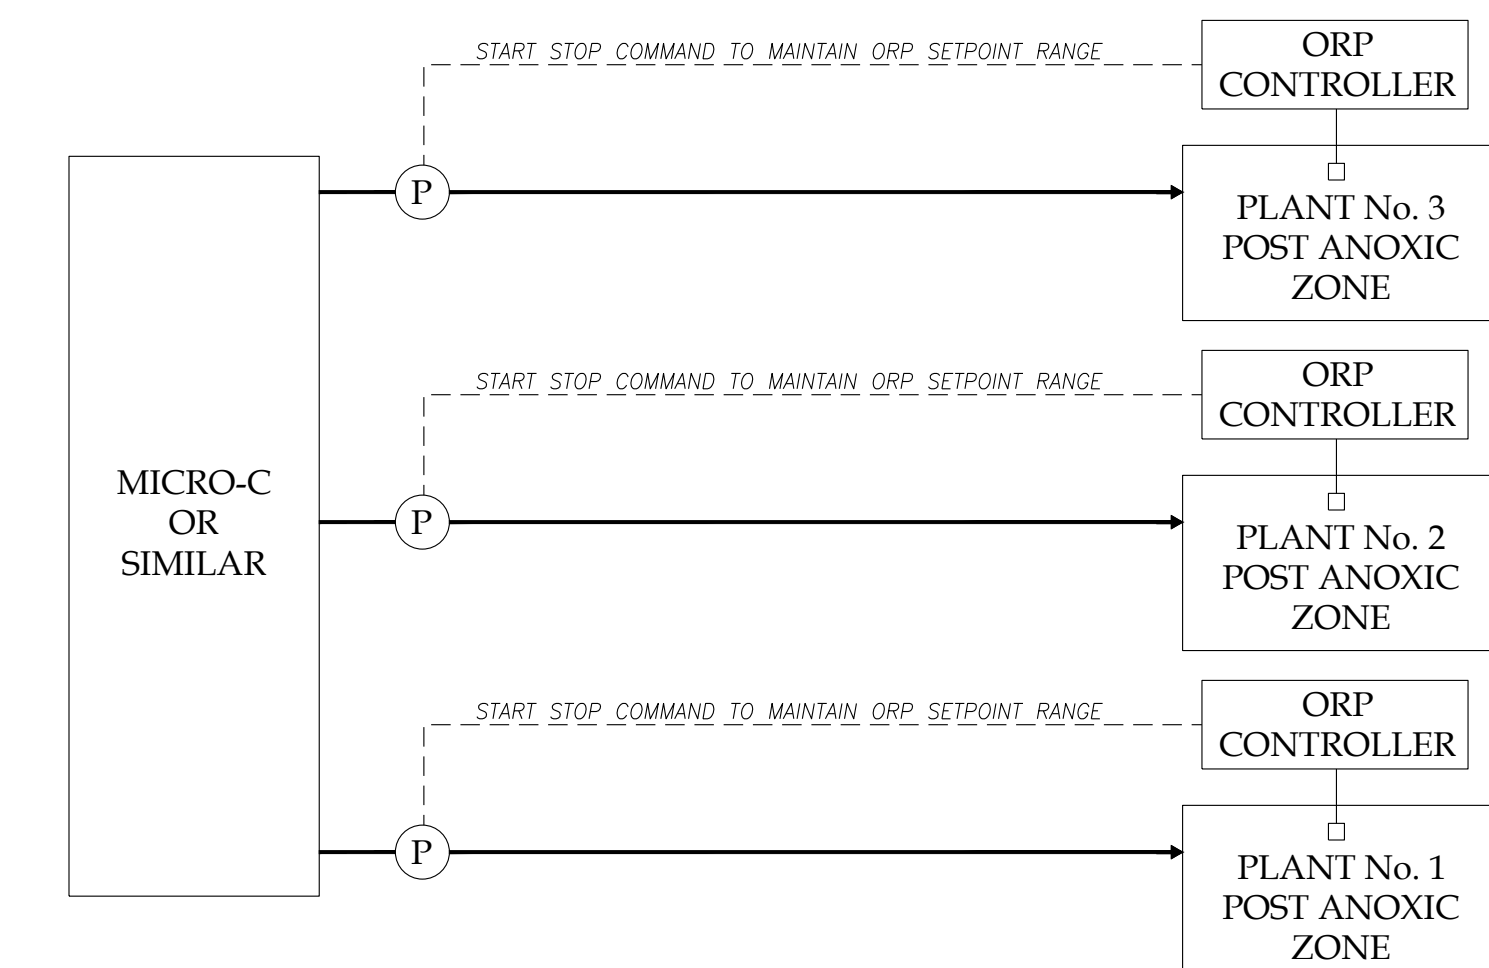 START STOP COMMAND TO MAINTAIN ORP SETPOINT RANGE
ORP
CONTROLLER
P
PLANT No. 3
POST ANOXIC
ZONE
START STOP COMMAND TO MAINTAIN ORP SETPOINT RANGE
ORP
CONTROLLER
MICRO-C
OR
SIMILAR
P
PLANT No. 2
POST ANOXIC
ZONE
START STOP COMMAND TO MAINTAIN ORP SETPOINT RANGE
ORP
CONTROLLER
P
PLANT No. 1
POST ANOXIC
ZONE